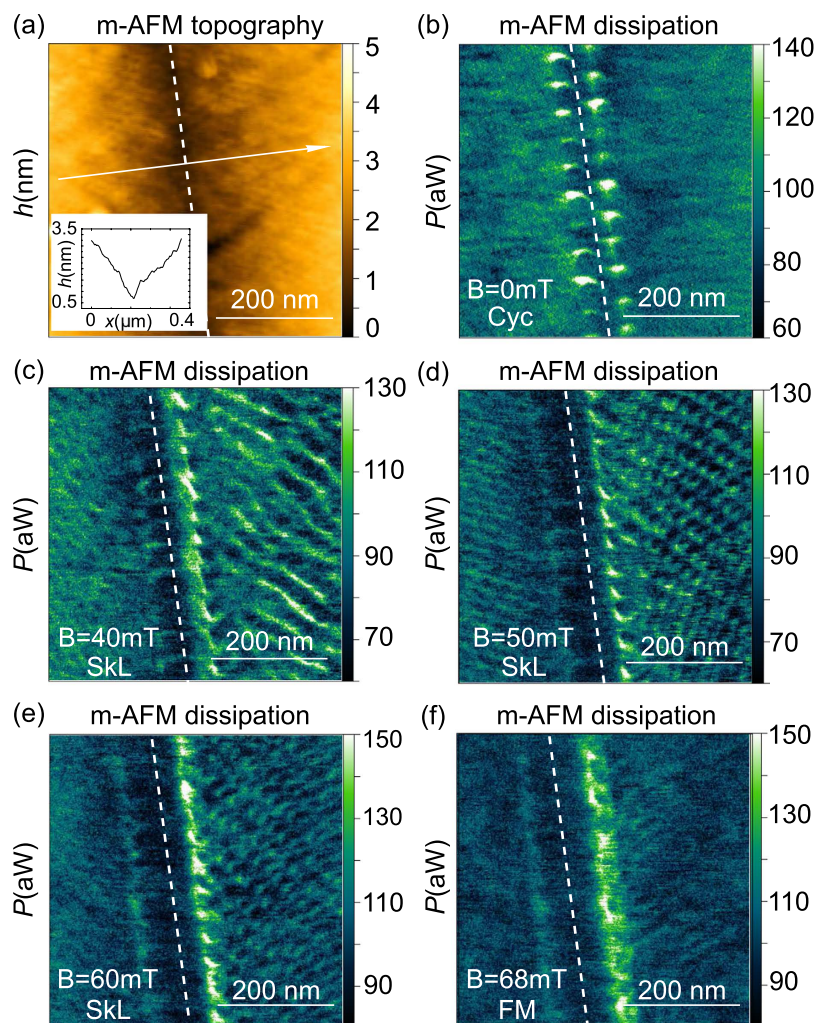 (a) m-AFM topography
5
4
3
2
1
0
h(nm)
3.5
h(nm)
0.5
0 x(μm) 0.4
200 nm
(b) m-AFM dissipation
140
120
100
80
60
P(aW)
B=0mT
Cyc
200 nm
(c) m-AFM dissipation
130
110
90
70
P(aW)
B=40mT
SkL
200 nm
(d) m-AFM dissipation
130
110
90
70
P(aW)
B=50mT
SkL
200 nm
(e) m-AFM dissipation
150
130
110
90
P(aW)
B=60mT
SkL
200 nm
(f) m-AFM dissipation
150
130
110
90
P(aW)
B=68mT
FM
200 nm